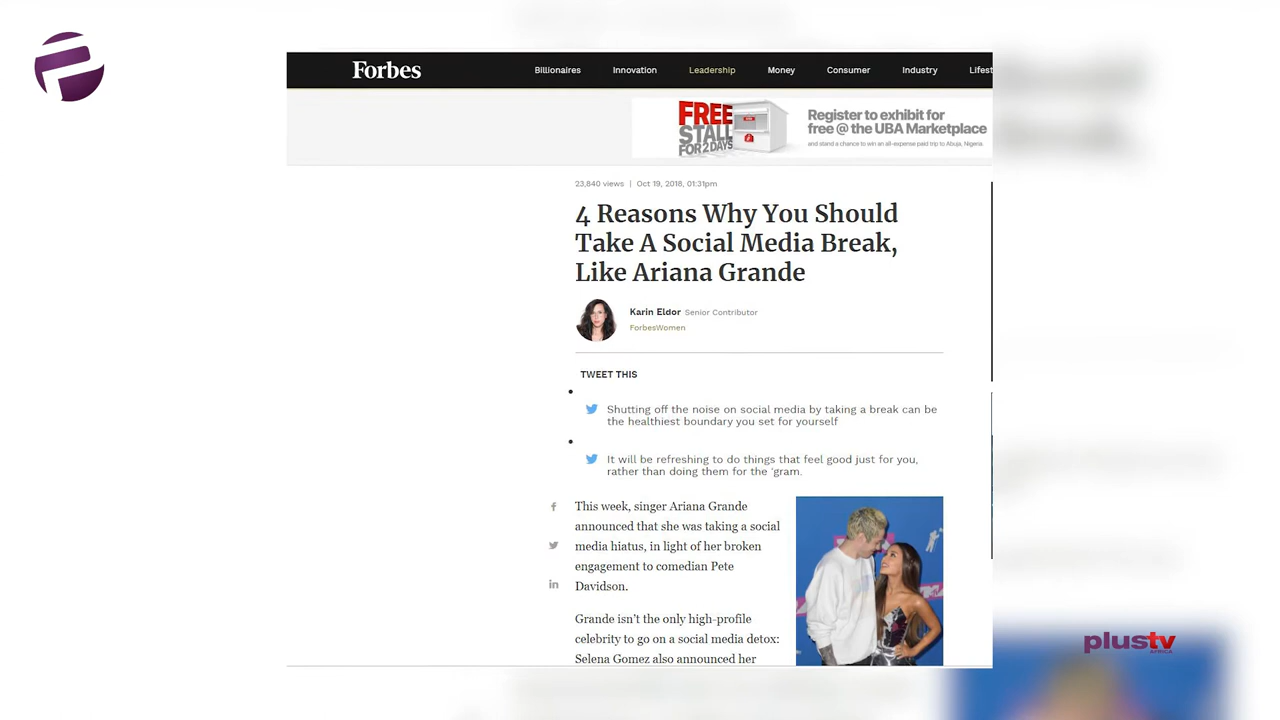 Forbes
Billionaires Innovation Leadership Money Consumer Industry Lifest
FREE
STALL
FOR 2 DAYS
Register to exhibit for
free @ the UBA Marketplace
and stand a chance to win an all-expense paid trip to Abuja, Nigeria.
23,840 views | Oct 19, 2018, 01:31pm
4 Reasons Why You Should
Take A Social Media Break,
Like Ariana Grande
Karin Eldor Senior Contributor
ForbesWomen
TWEET THIS
Shutting off the noise on social media by taking a break can be
the healthiest boundary you set for yourself
It will be refreshing to do things that feel good just for you,
rather than doing them for the 'gram.
This week, singer Ariana Grande
announced that she was taking a social
media hiatus, in light of her broken
engagement to comedian Pete
Davidson.
Grande isn't the only high-profile
celebrity to go on a social media detox:
Selena Gomez also announced her
plustv
AFRICA